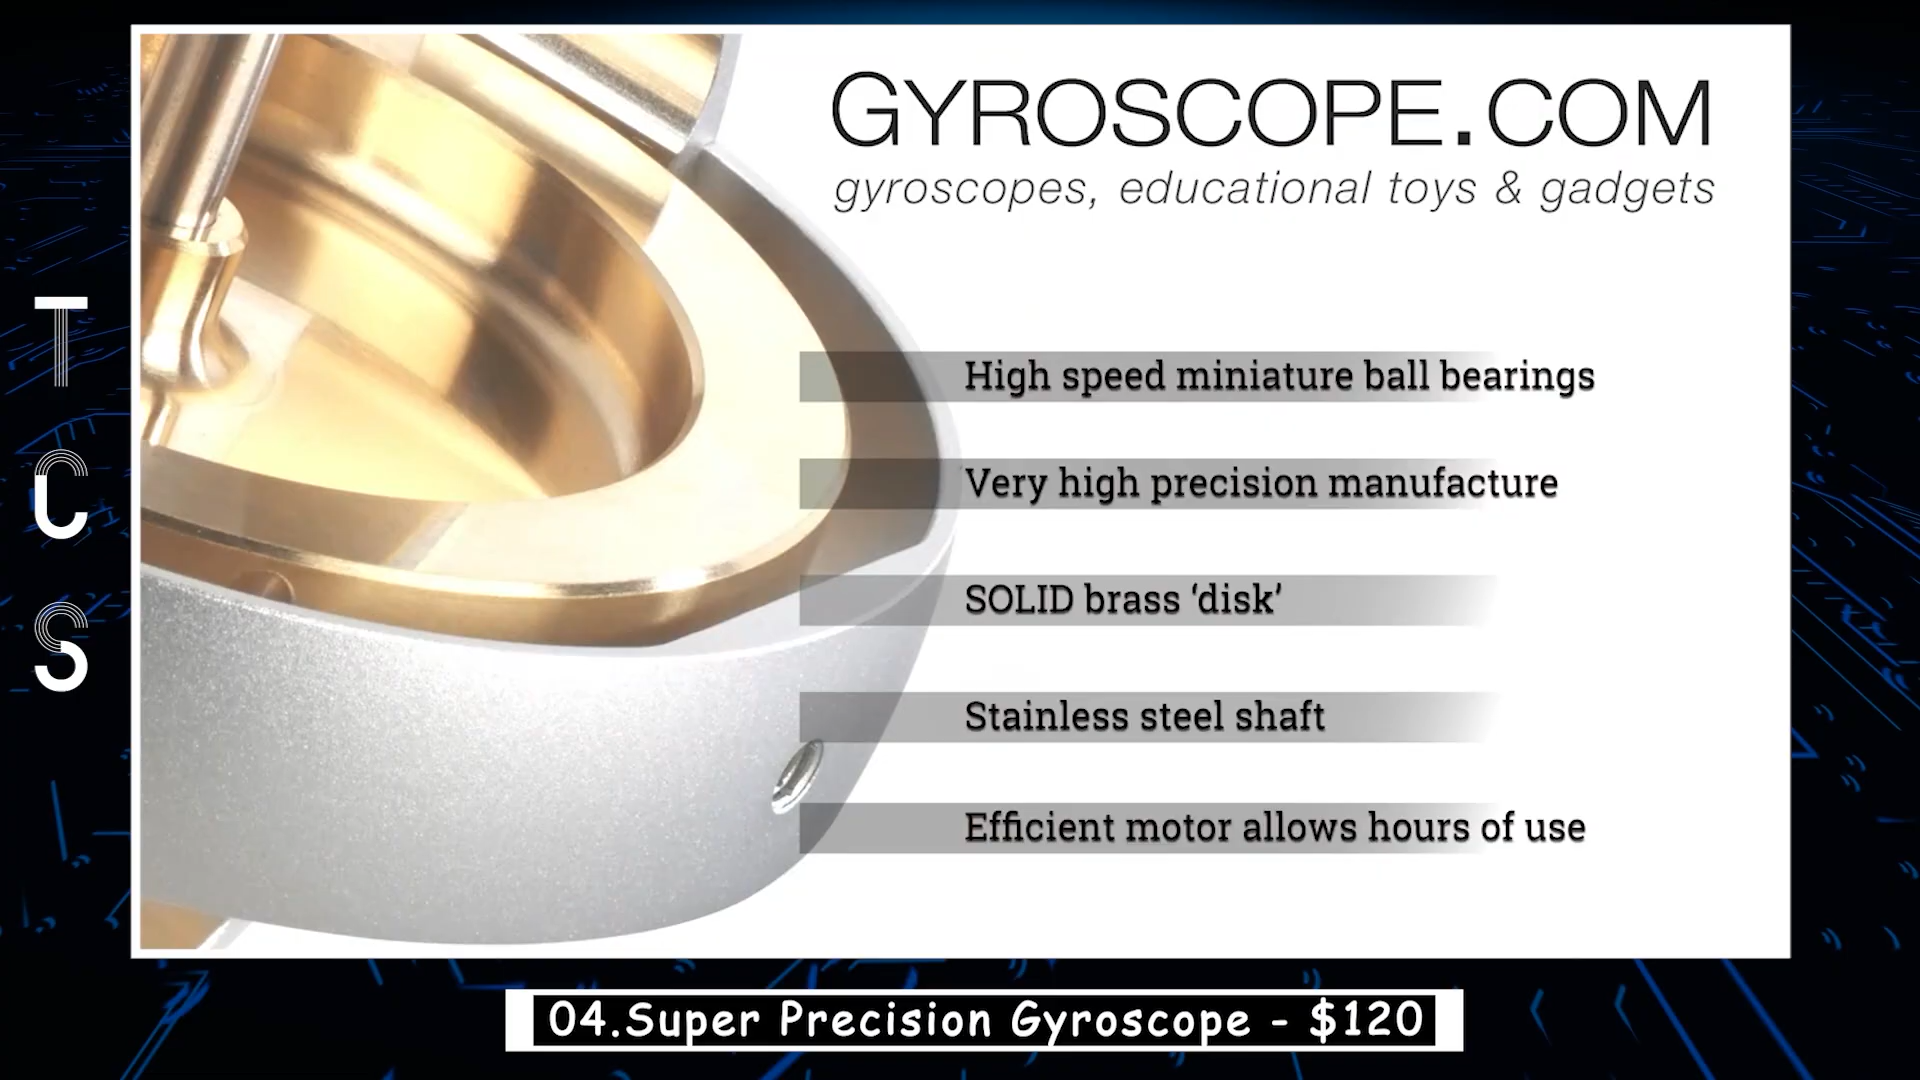 GYROSCOPE.COM
gyroscopes, educational toys & gadgets
High speed miniature ball bearings
Very high precision manufacture
SOLID brass ‘disk’
Stainless steel shaft
Efficient motor allows hours of use
T
C
S
04.Super Precision Gyroscope - $120